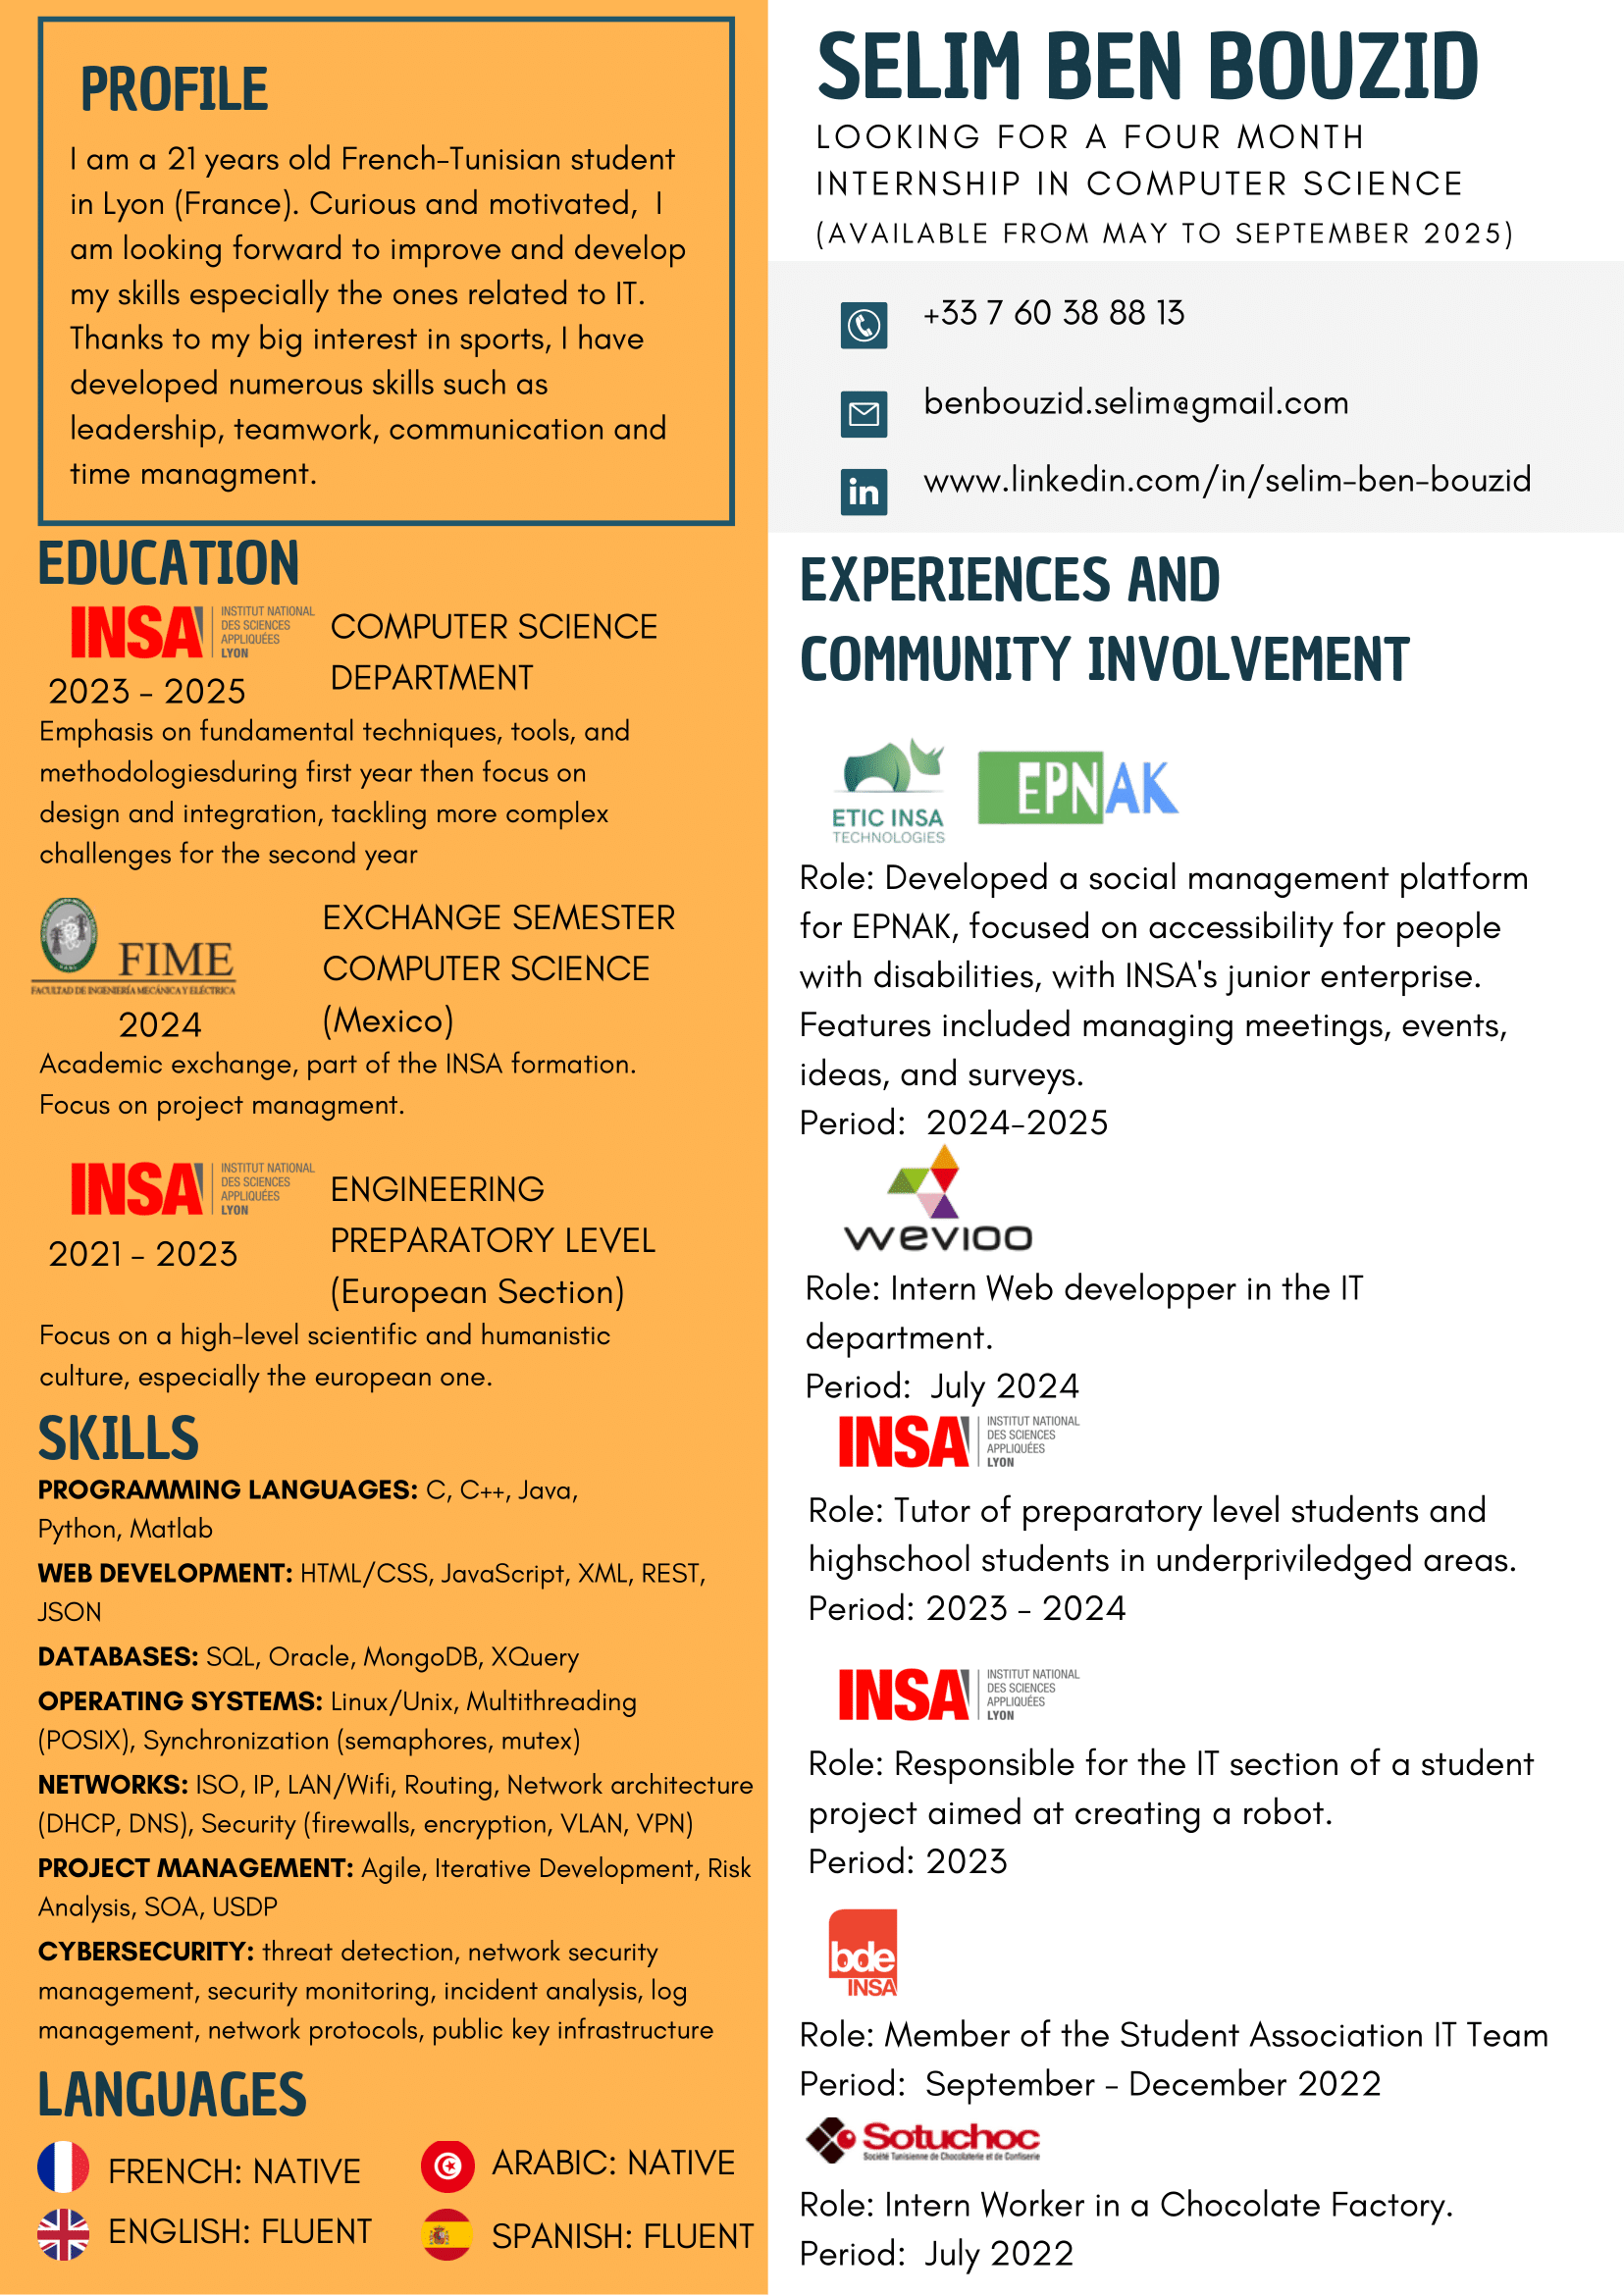 PROFILE
I am a 21 years old French-Tunisian student
in Lyon (France). Curious and motivated, I
am looking forward to improve and develop
my skills especially the ones related to IT.
Thanks to my big interest in sports, I have
developed numerous skills such as
leadership, teamwork, communication and
time managment.
EDUCATION
INSA
INSTITUT NATIONAL
DES SCIENCES
APPLIQUÉES
LYON
COMPUTER SCIENCE
DEPARTMENT
2023 - 2025
Emphasis on fundamental techniques, tools, and
methodologiesduring first year then focus on
design and integration, tackling more complex
challenges for the second year
FIME
FACULTAD DE INGENIERÍA MECÁNICA Y ELÉCTRICA
2024
EXCHANGE SEMESTER
COMPUTER SCIENCE
(Mexico)
Academic exchange, part of the INSA formation.
Focus on project managment.
INSA
INSTITUT NATIONAL
DES SCIENCES
APPLIQUÉES
LYON
2021 - 2023
ENGINEERING
PREPARATORY LEVEL
(European Section)
Focus on a high-level scientific and humanistic
culture, especially the european one.
SKILLS
PROGRAMMING LANGUAGES: C, C++, Java,
Python, Matlab
WEB DEVELOPMENT: HTML/CSS, JavaScript, XML, REST,
JSON
DATABASES: SQL, Oracle, MongoDB, XQuery
OPERATING SYSTEMS: Linux/Unix, Multithreading
(POSIX), Synchronization (semaphores, mutex)
NETWORKS: ISO, IP, LAN/Wifi, Routing, Network architecture
(DHCP, DNS), Security (firewalls, encryption, VLAN, VPN)
PROJECT MANAGEMENT: Agile, Iterative Development, Risk
Analysis, SOA, USDP
CYBERSECURITY: threat detection, network security
management, security monitoring, incident analysis, log
management, network protocols, public key infrastructure
LANGUAGES
FRENCH: NATIVE
ARABIC: NATIVE
ENGLISH: FLUENT
SPANISH: FLUENT
SELIM BEN BOUZID
LOOKING FOR A FOUR MONTH
INTERNSHIP IN COMPUTER SCIENCE
(AVAILABLE FROM MAY TO SEPTEMBER 2025)
+33 7 60 38 88 13
benbouzid.selim@gmail.com
in
www.linkedin.com/in/selim-ben-bouzid
EXPERIENCES AND
COMMUNITY INVOLVEMENT
ETIC INSA
TECHNOLOGIES
EPNAK
Role: Developed a social management platform
for EPNAK, focused on accessibility for people
with disabilities, with INSA's junior enterprise.
Features included managing meetings, events,
ideas, and surveys.
Period: 2024-2025
wevioo
Role: Intern Web developper in the IT
department.
Period: July 2024
INSA
INSTITUT NATIONAL
DES SCIENCES
APPLIQUÉES
LYON
Role: Tutor of preparatory level students and
highschool students in underpriviledged areas.
Period: 2023 - 2024
INSA
INSTITUT NATIONAL
DES SCIENCES
APPLIQUÉES
LYON
Role: Responsible for the IT section of a student
project aimed at creating a robot.
Period: 2023
bde
INSA
Role: Member of the Student Association IT Team
Period: September - December 2022
Sotuchoc
Société Tunisienne de Chocolaterie et de Confiserie
Role: Intern Worker in a Chocolate Factory.
Period: July 2022